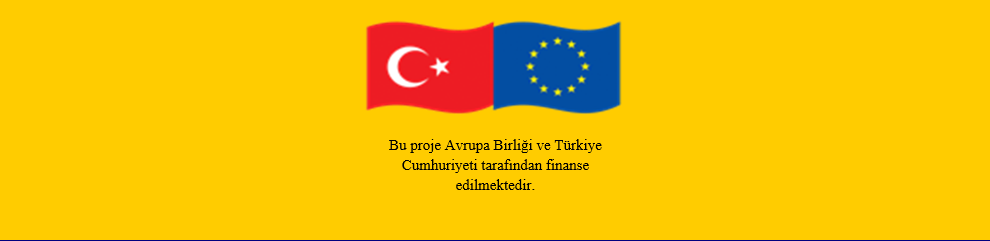 Bu proje Avrupa Birliği ve Türkiye
Cumhuriyeti tarafından finanse
edilmektedir.